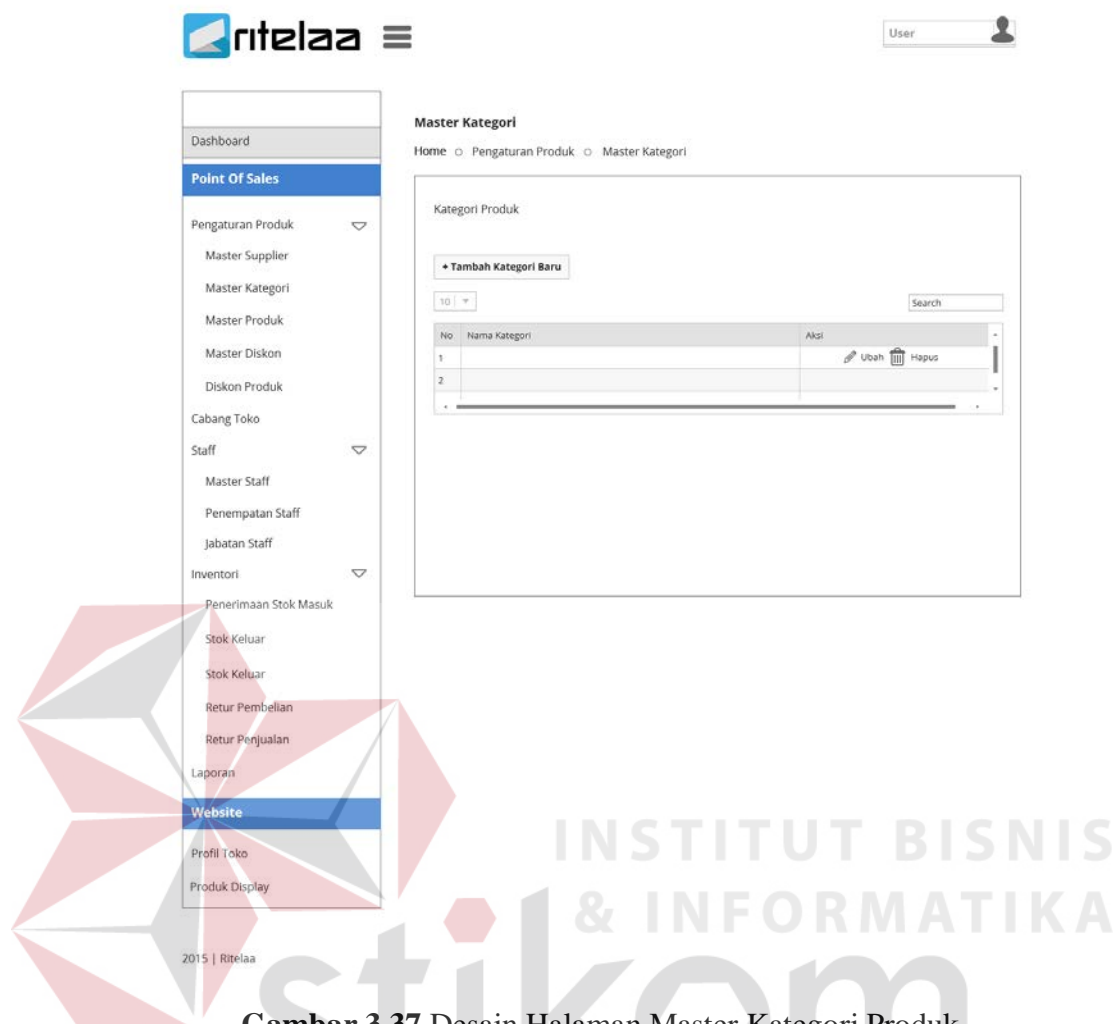 ritelaa
User
Dashboard
Point Of Sales
Pengaturan Produk
Master Supplier
Master Kategori
Master Produk
Master Diskon
Diskon Produk
Cabang Toko
Staff
Master Staff
Penempatan Staff
Jabatan Staff
Inventori
Penerimaan Stok Masuk
Stok Keluar
Stok Keluar
Retur Pembelian
Retur Penjualan
Laporan
Website
Profil Toko
Produk Display
Master Kategori
Home ○ Pengaturan Produk ○ Master Kategori
Kategori Produk
+ Tambah Kategori Baru
10
Search
No Nama Kategori Aksi
1 Ubah Hapus
2
2015 | Ritelaa
INSTITUT BISNIS
& INFORMATIKA
stikom
Gambar 3.37 Desain Halaman Master Kategori Produk